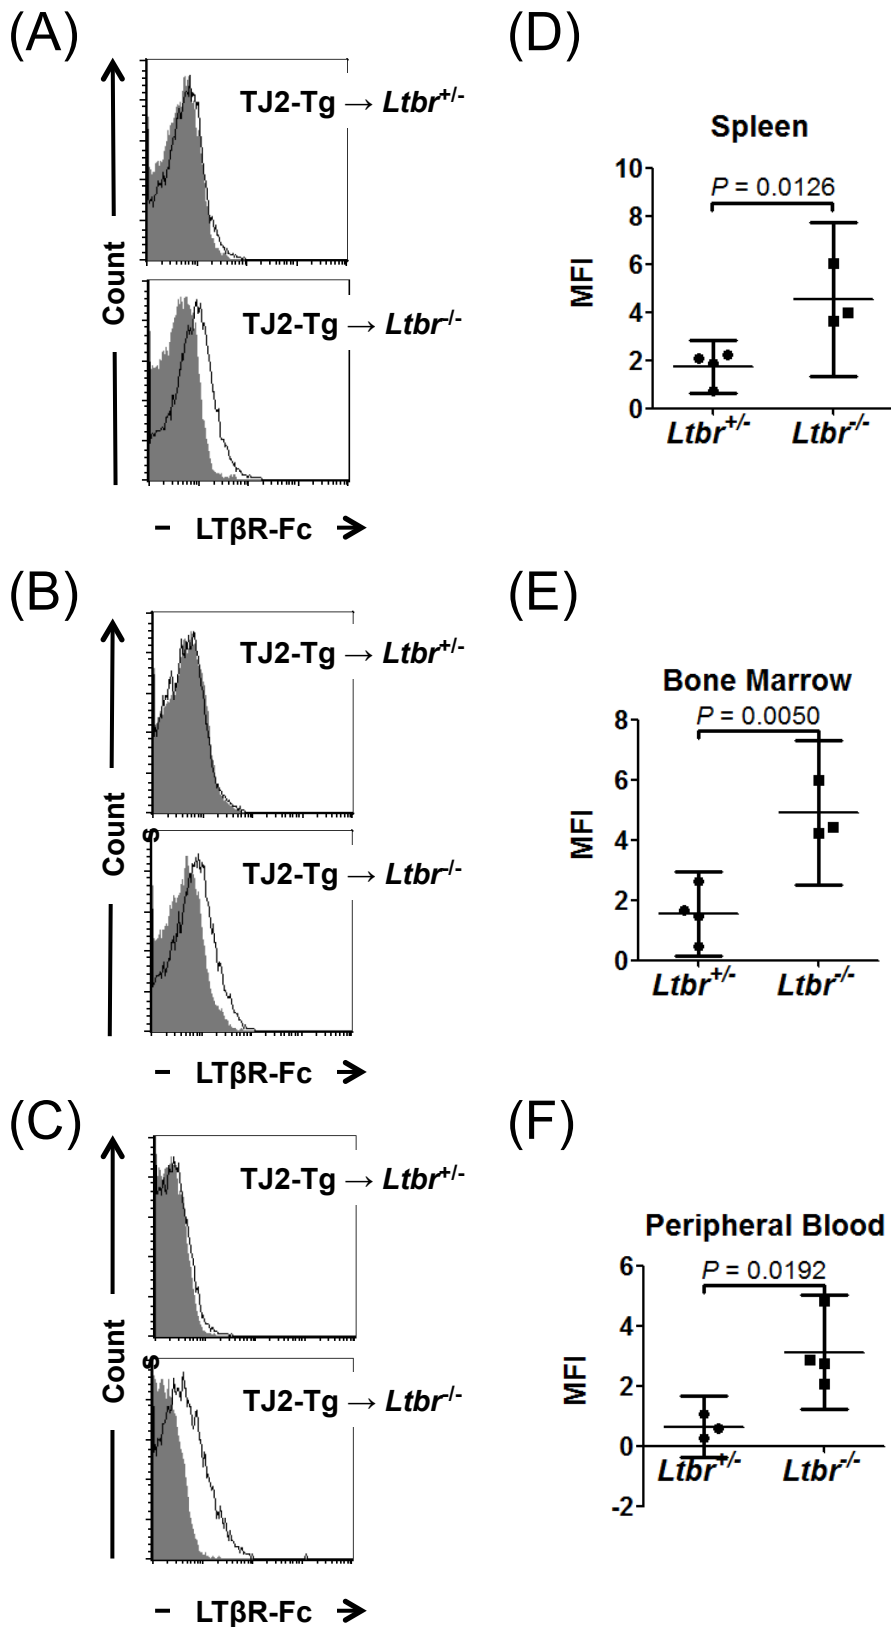 (A)
TJ2-Tg → Ltbr+/-
TJ2-Tg → Ltbr-/-
Count
– LTβR-Fc →
(D)
Spleen
P = 0.0126
MFI
10
8
6
4
2
0
Ltbr+/- Ltbr-/-
(B)
TJ2-Tg → Ltbr+/-
S
TJ2-Tg → Ltbr-/-
Count
– LTβR-Fc →
(E)
Bone Marrow
P = 0.0050
MFI
8
6
4
2
0
Ltbr+/- Ltbr-/-
(C)
TJ2-Tg → Ltbr+/-
S
TJ2-Tg → Ltbr-/-
Count
– LTβR-Fc →
(F)
Peripheral Blood
P = 0.0192
MFI
6
4
2
0
-2
Ltbr+/- Ltbr-/-